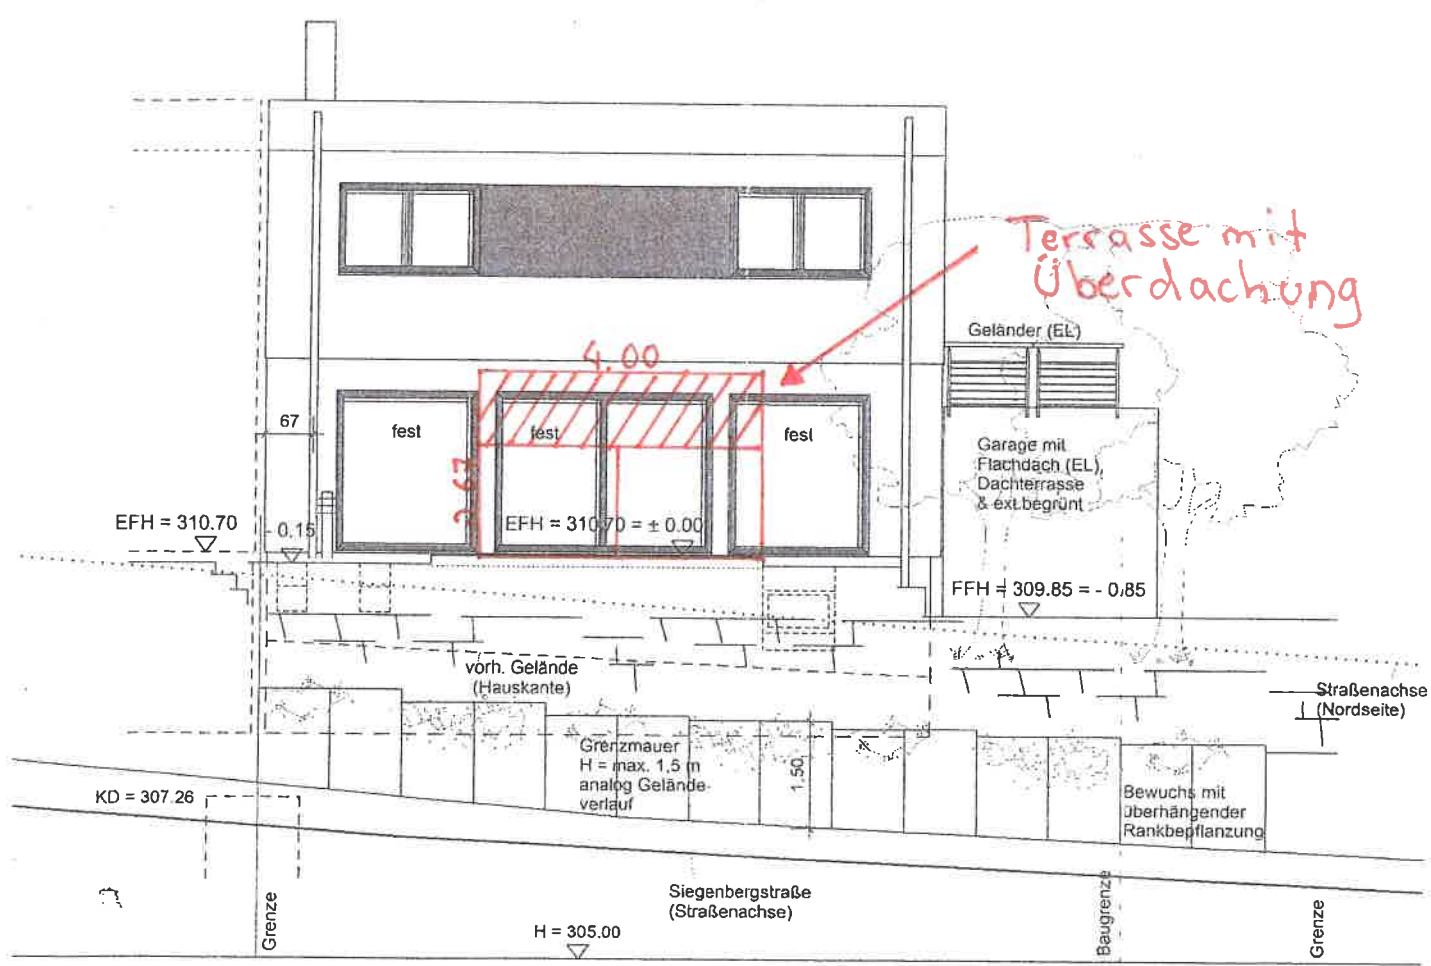 Terrasse mit
Überdachung
Geländer (EL)
4.00
67
fest
fest
fest
2.67
Garage mit
Flachdach (EL),
Dachterrasse
& ext.begrünt
EFH = 310.70
- 0.15
EFH = 310.70 = ± 0.00
FFH = 309.85 = - 0.85
vorh. Gelände
(Hauskante)
Straßenachse
(Nordseite)
Grenzmauer
H = max. 1,5 m
analog Gelände-
verlauf
1.50
KD = 307.26
Bewuchs mit
überhängender
Rankbepflanzung
Siegenbergstraße
(Straßenachse)
Grenze
Baugrenze
Grenze
H = 305.00